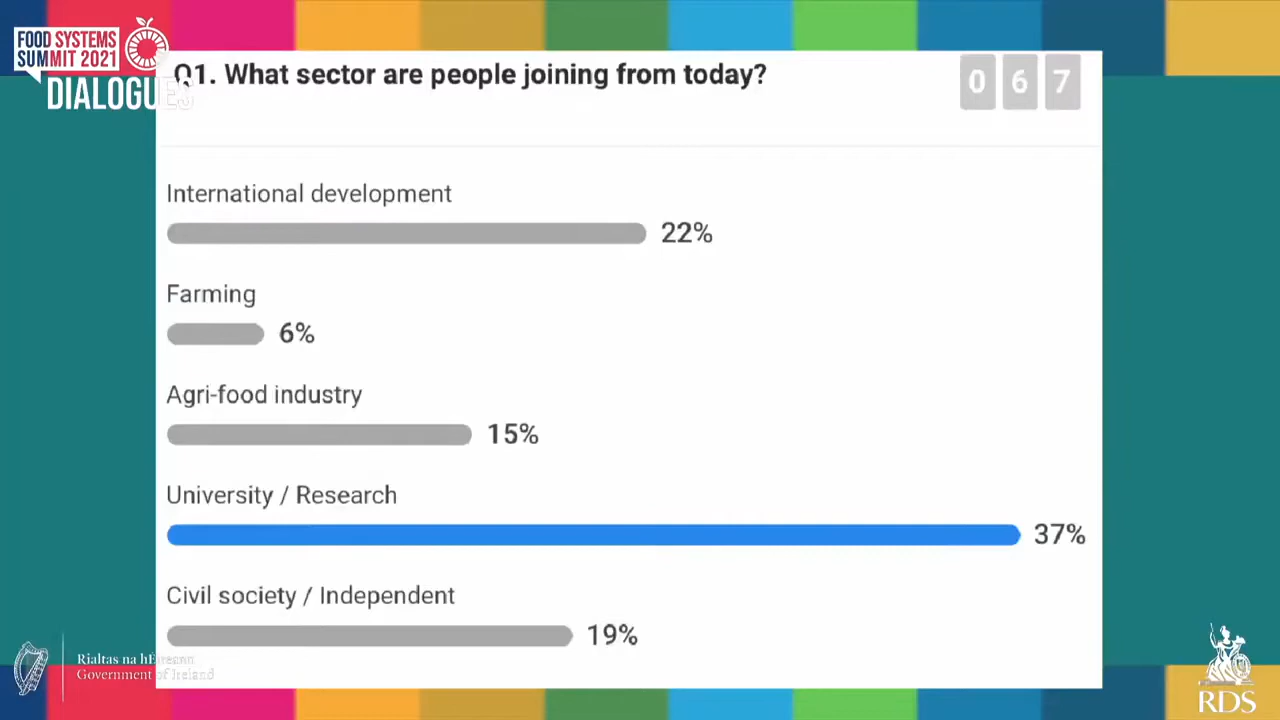 FOOD SYSTEMS
SUMMIT 2021
DIALOGUES
Q1. What sector are people joining from today?
0 6 7
International development
22%
Farming
6%
Agri-food industry
15%
University / Research
37%
Civil society / Independent
19%
Rialtas na hÉireann
Government of Ireland
RDS